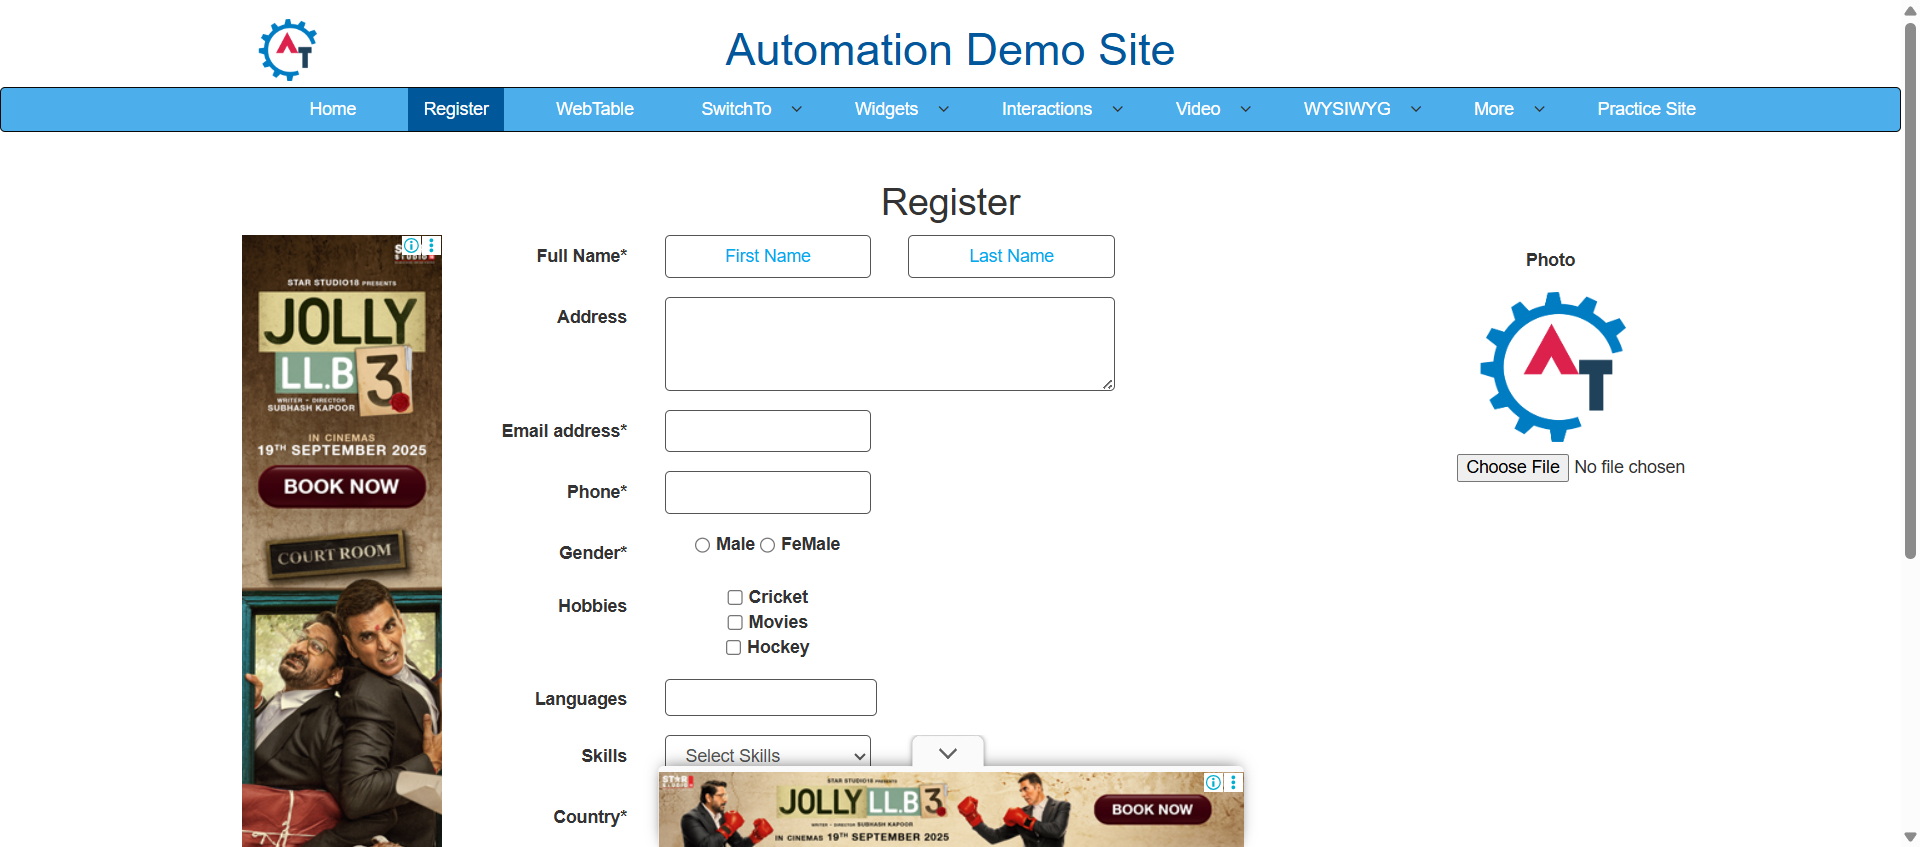 Automation Demo Site
Home Register WebTable SwitchTo Widgets Interactions Video WYSIWYG More Practice Site
Register
Full Name* First Name Last Name
Address
Email address*
Phone*
Gender* Male FeMale
Hobbies Cricket
Movies
Hockey
Languages
Skills Select Skills
Country*
Photo
AT
Choose File No file chosen
STAR STUDIO18 PRESENTS
JOLLY
LL.B 3
WRITER - DIRECTOR
SUBHASH KAPOOR
IN CINEMAS
19TH SEPTEMBER 2025
BOOK NOW
COURT ROOM
STAR STUDIO18 PRESENTS
JOLLY LL.B 3
WRITER - DIRECTOR SUBHASH KAPOOR
IN CINEMAS 19TH SEPTEMBER 2025
BOOK NOW